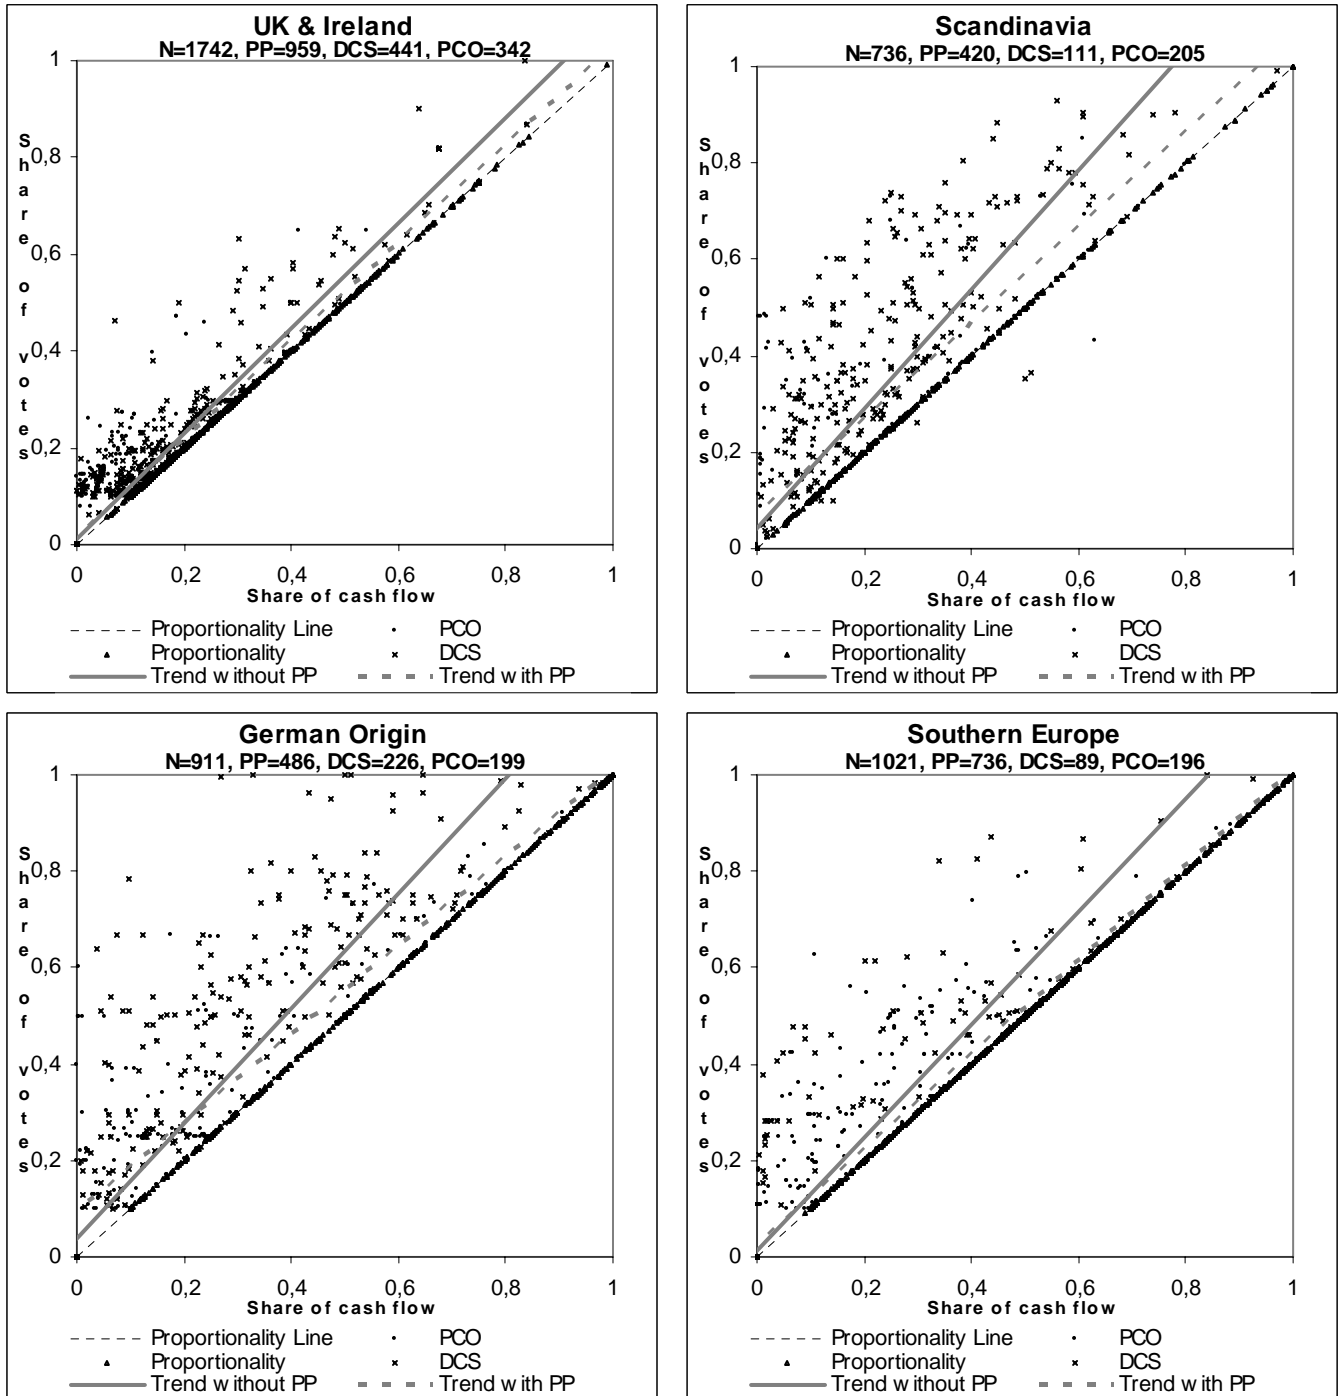 UK & Ireland
N=1742, PP=959, DCS=441, PCO=342
Share of votes
1
0,8
0,6
0,4
0,2
0
0 0,2 0,4 0,6 0,8 1
Share of cash flow
Proportionality Line PCO
Proportionality DCS
Trend without PP Trend with PP
Scandinavia
N=736, PP=420, DCS=111, PCO=205
Share of votes
1
0,8
0,6
0,4
0,2
0
0 0,2 0,4 0,6 0,8 1
Share of cash flow
Proportionality Line PCO
Proportionality DCS
Trend without PP Trend with PP
German Origin
N=911, PP=486, DCS=226, PCO=199
Share of votes
1
0,8
0,6
0,4
0,2
0
0 0,2 0,4 0,6 0,8 1
Share of cash flow
Proportionality Line PCO
Proportionality DCS
Trend without PP Trend with PP
Southern Europe
N=1021, PP=736, DCS=89, PCO=196
Share of votes
1
0,8
0,6
0,4
0,2
0
0 0,2 0,4 0,6 0,8 1
Share of cash flow
Proportionality Line PCO
Proportionality DCS
Trend without PP Trend with PP